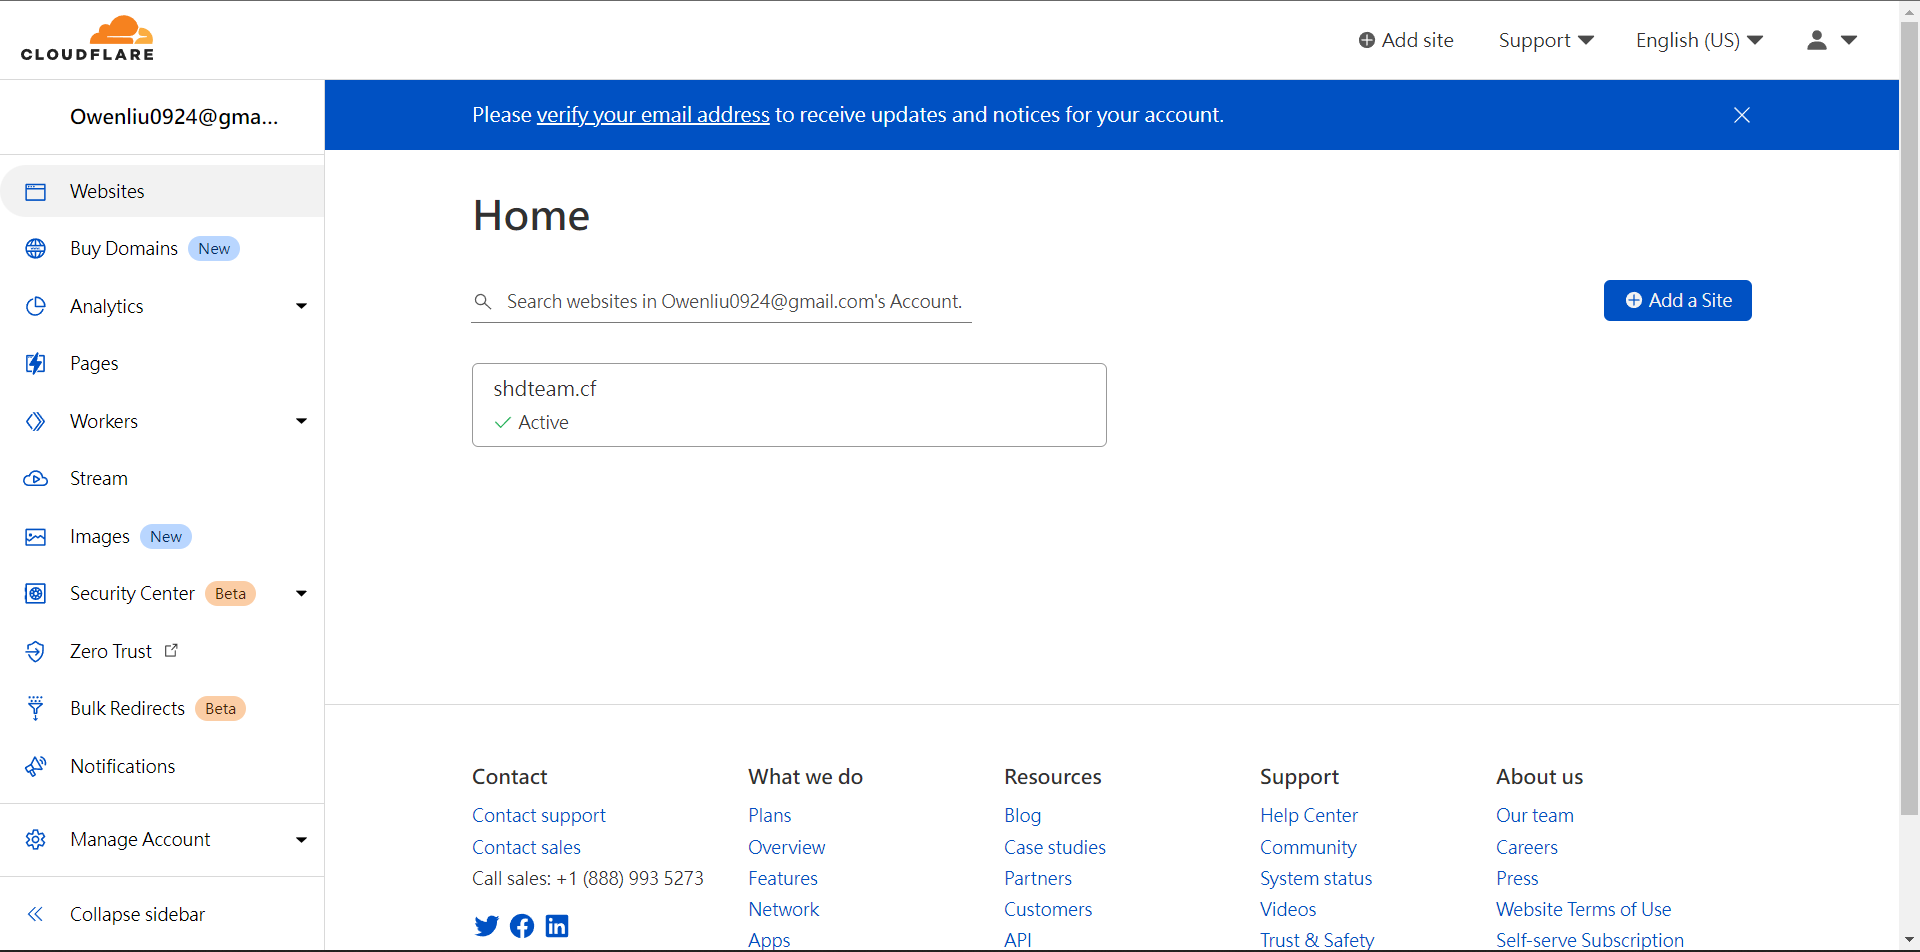 CLOUDFLARE
Add site
Support
English (US)
Owenliu0924@gma...
Please verify your email address to receive updates and notices for your account.
Websites
Buy Domains New
Analytics
Pages
Workers
Stream
Images New
Security Center Beta
Zero Trust
Bulk Redirects Beta
Notifications
Manage Account
Collapse sidebar
Home
Search websites in Owenliu0924@gmail.com's Account.
Add a Site
shdteam.cf
Active
Contact
Contact support
Contact sales
Call sales: +1 (888) 993 5273
What we do
Plans
Overview
Features
Network
Apps
Resources
Blog
Case studies
Partners
Customers
API
Support
Help Center
Community
System status
Videos
Trust & Safety
About us
Our team
Careers
Press
Website Terms of Use
Self-serve Subscription